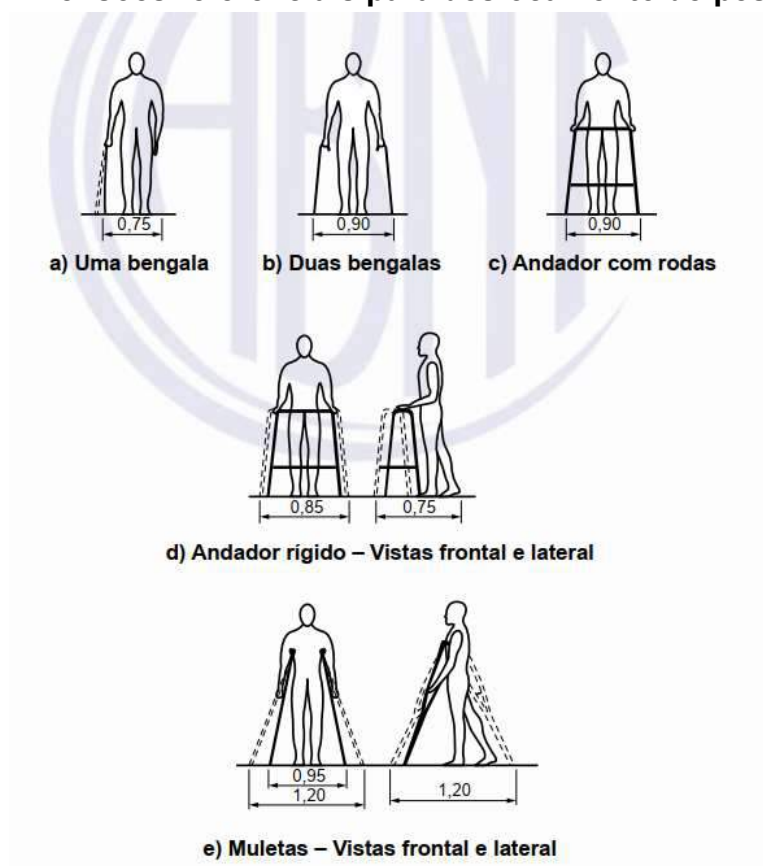 0,75
0,90
0,90
a) Uma bengala b) Duas bengalas c) Andador com rodas
0,85
0,75
d) Andador rígido – Vistas frontal e lateral
0,95
1,20
1,20
e) Muletas – Vistas frontal e lateral